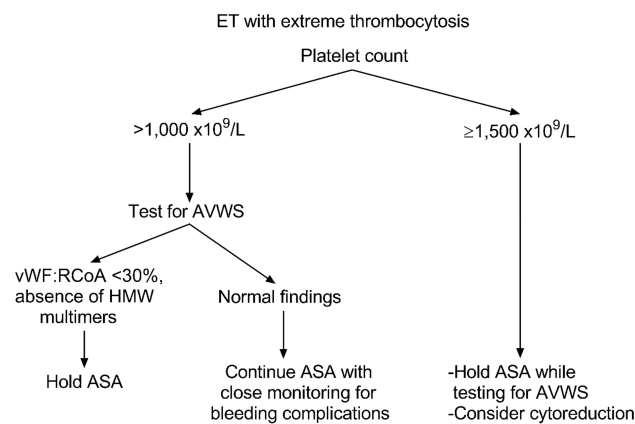 ET with extreme thrombocytosis
Platelet count
>1,000 x10⁹/L
≥1,500 x10⁹/L
Test for AVWS
vWF:RCoA <30%,
absence of HMW
multimers
Normal findings
Hold ASA
Continue ASA with
close monitoring for
bleeding complications
-Hold ASA while
testing for AVWS
-Consider cytoreduction